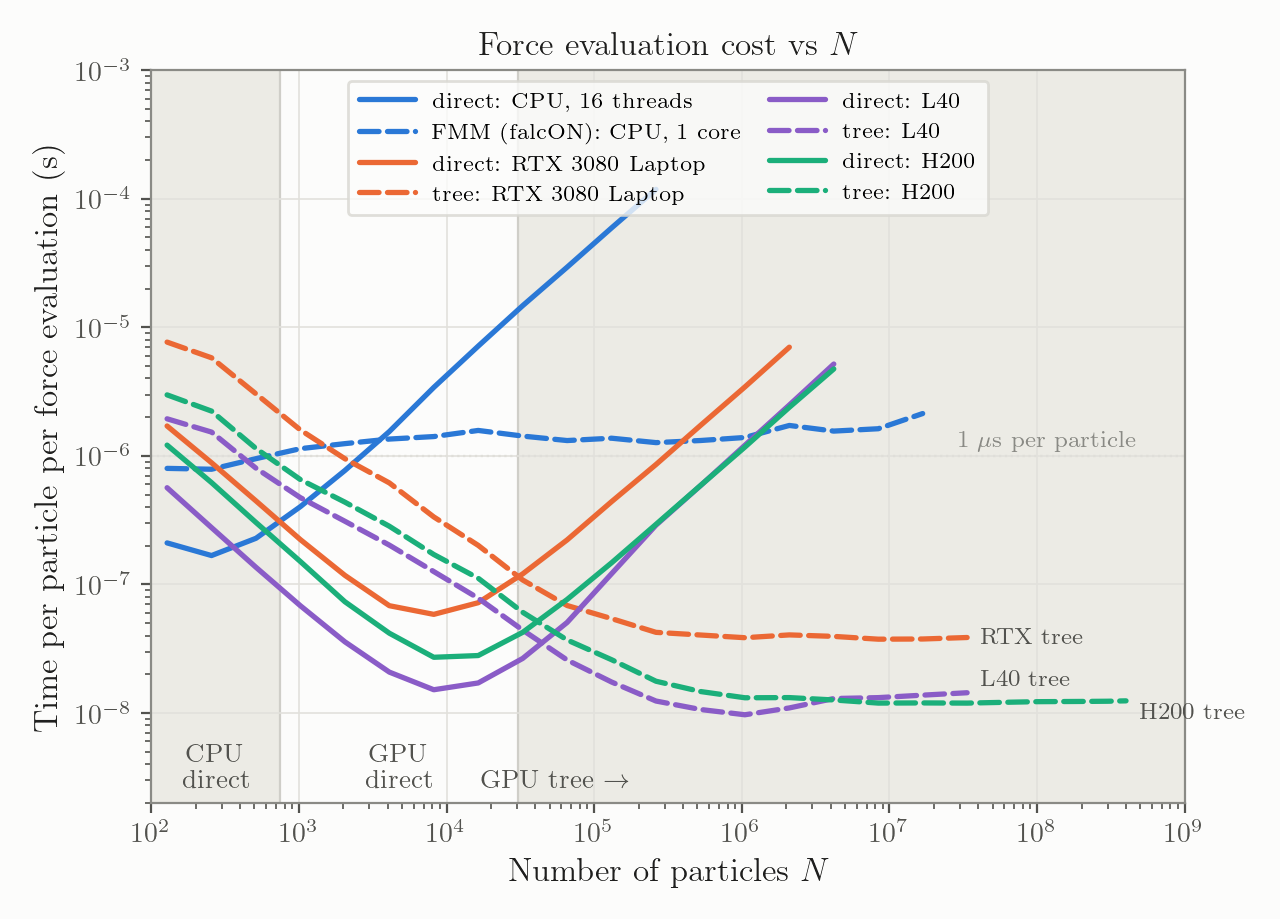 Force evaluation cost vs N
Time per particle per force evaluation (s)
10⁻³
10⁻⁴
10⁻⁵
10⁻⁶
10⁻⁷
10⁻⁸
direct: CPU, 16 threads
FMM (falcON): CPU, 1 core
direct: RTX 3080 Laptop
tree: RTX 3080 Laptop
direct: L40
tree: L40
direct: H200
tree: H200
1 μs per particle
RTX tree
L40 tree
H200 tree
CPU
direct
GPU
direct
GPU tree →
10² 10³ 10⁴ 10⁵ 10⁶ 10⁷ 10⁸ 10⁹
Number of particles N